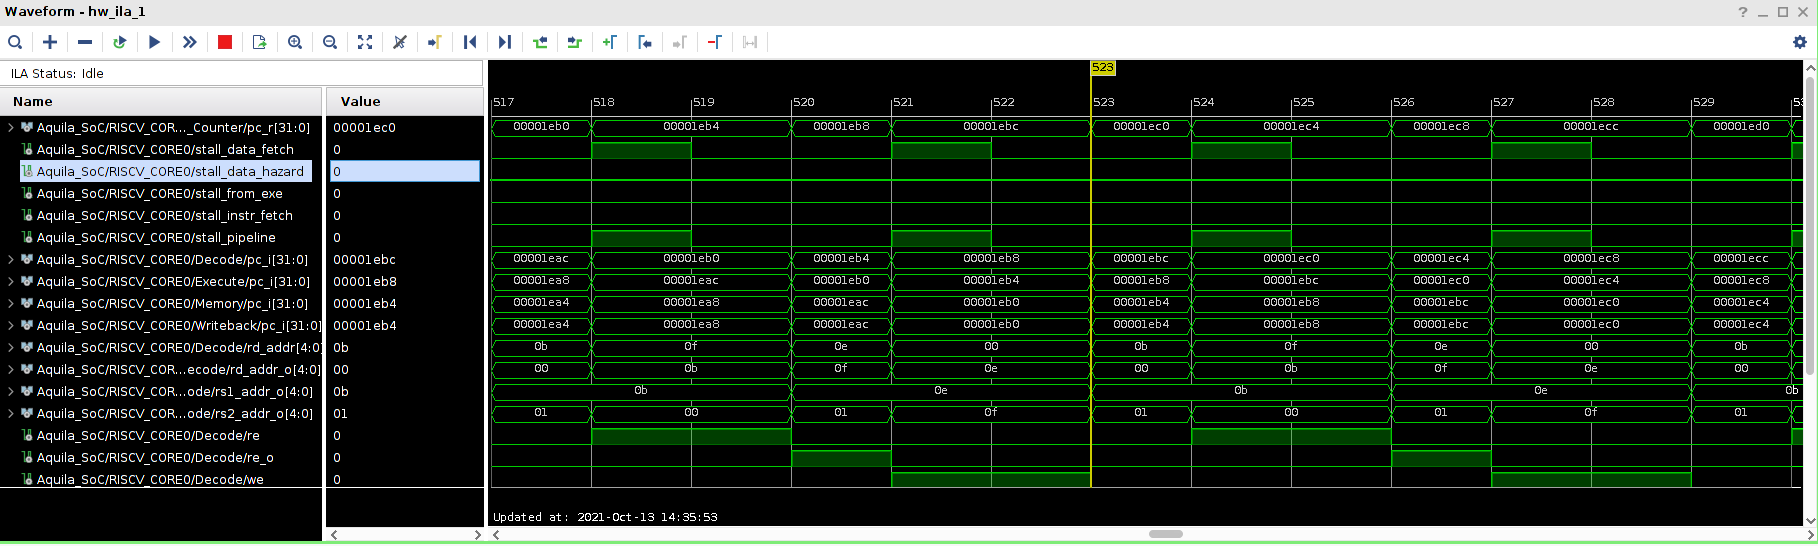 Waveform - hw_ila_1
ILA Status: Idle
Name Value
523
517 518 519 520 521 522 523 524 525 526 527 528 529
Aquila_SoC/RISCV_COR..._Counter/pc_r[31:0] 00001ec0 00001eb0 00001eb4 00001eb8 00001ebc 00001ec0 00001ec4 00001ec8 00001ecc 00001ed0
Aquila_SoC/RISCV_CORE0/stall_data_fetch 0
Aquila_SoC/RISCV_CORE0/stall_data_hazard 0
Aquila_SoC/RISCV_CORE0/stall_from_exe 0
Aquila_SoC/RISCV_CORE0/stall_instr_fetch 0
Aquila_SoC/RISCV_CORE0/stall_pipeline 0
Aquila_SoC/RISCV_CORE0/Decode/pc_i[31:0] 00001ebc 00001eac 00001eb0 00001eb4 00001eb8 00001ebc 00001ec0 00001ec4 00001ec8 00001ecc
Aquila_SoC/RISCV_CORE0/Execute/pc_i[31:0] 00001eb8 00001ea8 00001eac 00001eb0 00001eb4 00001eb8 00001ebc 00001ec0 00001ec4 00001ec8
Aquila_SoC/RISCV_CORE0/Memory/pc_i[31:0] 00001eb4 00001ea4 00001ea8 00001eac 00001eb0 00001eb4 00001eb8 00001ebc 00001ec0 00001ec4
Aquila_SoC/RISCV_CORE0/Writeback/pc_i[31:0] 00001eb4 00001ea4 00001ea8 00001eac 00001eb0 00001eb4 00001eb8 00001ebc 00001ec0 00001ec4
Aquila_SoC/RISCV_CORE0/Decode/rd_addr[4:0 0b 0b 0f 0e 00 0b 0f 0e 00 0b
Aquila_SoC/RISCV_COR...ecode/rd_addr_o[4:0] 00 00 0b 0f 0e 00 0b 0f 0e 00
Aquila_SoC/RISCV_COR...ode/rs1_addr_o[4:0] 0b 0b 0e 0b 0e 0b
Aquila_SoC/RISCV_COR...ode/rs2_addr_o[4:0] 01 01 00 01 0f 01 00 01 0f 01
Aquila_SoC/RISCV_CORE0/Decode/re 0
Aquila_SoC/RISCV_CORE0/Decode/re_o 0
Aquila_SoC/RISCV_CORE0/Decode/we 0
Updated at: 2021-Oct-13 14:35:53